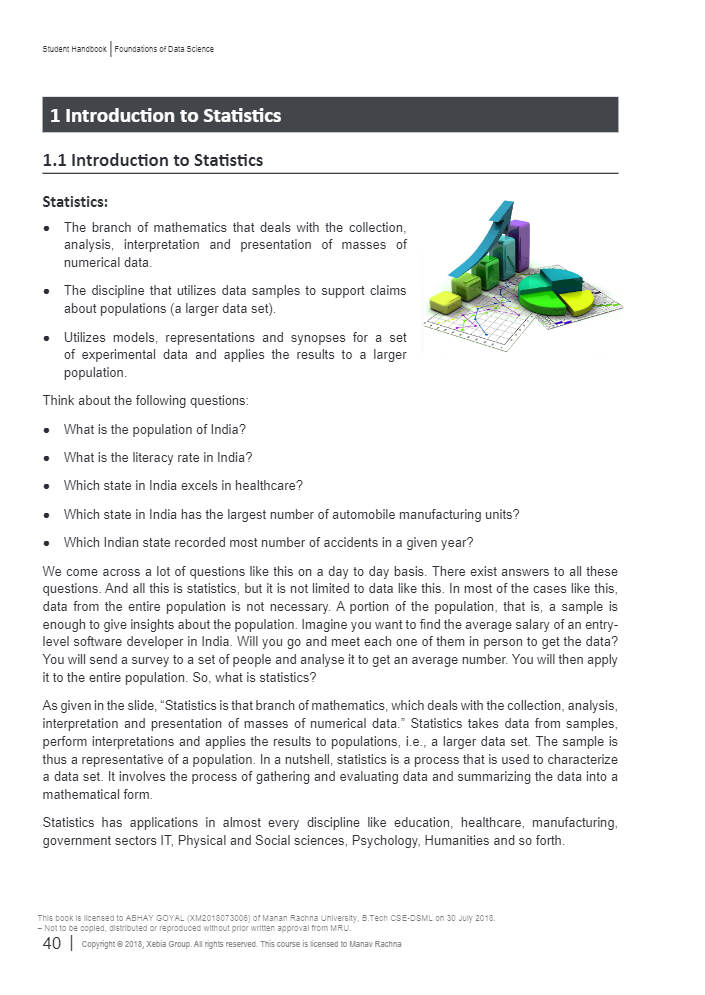 Student Handbook | Foundations of Data Science
1 Introduction to Statistics
1.1 Introduction to Statistics
Statistics:
● The branch of mathematics that deals with the collection,
analysis, interpretation and presentation of masses of
numerical data.
● The discipline that utilizes data samples to support claims
about populations (a larger data set).
● Utilizes models, representations and synopses for a set
of experimental data and applies the results to a larger
population.
Think about the following questions:
● What is the population of India?
● What is the literacy rate in India?
● Which state in India excels in healthcare?
● Which state in India has the largest number of automobile manufacturing units?
● Which Indian state recorded most number of accidents in a given year?
We come across a lot of questions like this on a day to day basis. There exist answers to all these
questions. And all this is statistics, but it is not limited to data like this. In most of the cases like this,
data from the entire population is not necessary. A portion of the population, that is, a sample is
enough to give insights about the population. Imagine you want to find the average salary of an entry-
level software developer in India. Will you go and meet each one of them in person to get the data?
You will send a survey to a set of people and analyse it to get an average number. You will then apply
it to the entire population. So, what is statistics?
As given in the slide, “Statistics is that branch of mathematics, which deals with the collection, analysis,
interpretation and presentation of masses of numerical data.” Statistics takes data from samples,
perform interpretations and applies the results to populations, i.e., a larger data set. The sample is
thus a representative of a population. In a nutshell, statistics is a process that is used to characterize
a data set. It involves the process of gathering and evaluating data and summarizing the data into a
mathematical form.
Statistics has applications in almost every discipline like education, healthcare, manufacturing,
government sectors IT, Physical and Social sciences, Psychology, Humanities and so forth.
This book is licensed to ABHAY GOYAL (XM2018073006) of Manan Rachna University, B.Tech CSE-DSML on 30 July 2018.
– Not to be copied, distributed or reproduced without prior written approval from MRU.
40 | Copyright © 2018, Xebia Group. All rights reserved. This course is licensed to Manav Rachna